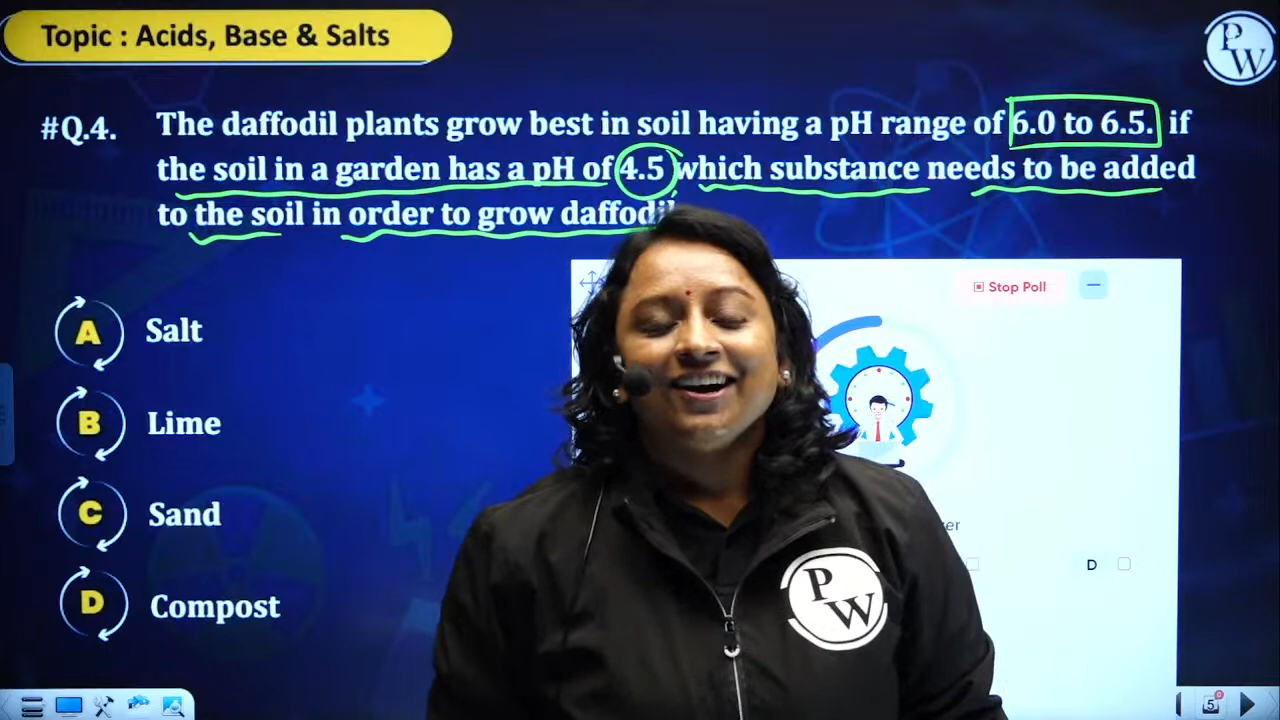 Topic : Acids, Base & Salts
P
W
#Q.4. The daffodil plants grow best in soil having a pH range of 6.0 to 6.5. if
the soil in a garden has a pH of 4.5 which substance needs to be added
to the soil in order to grow
Stop Poll
A Salt
B Lime
C Sand
D
D Compost
P
W
5
0